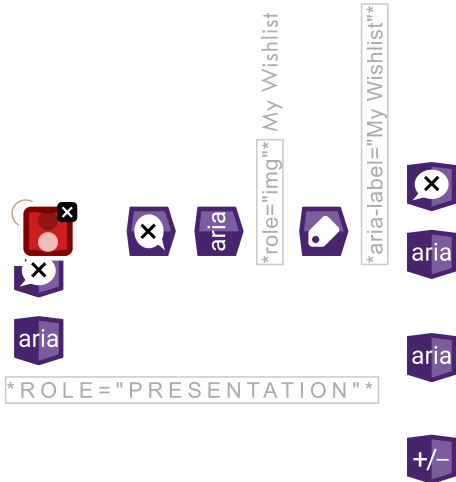 My Wishlist
*role="img"*
*aria-label="My Wishlist"*
aria
aria
aria
aria
*ROLE="PRESENTATION"*
+/−